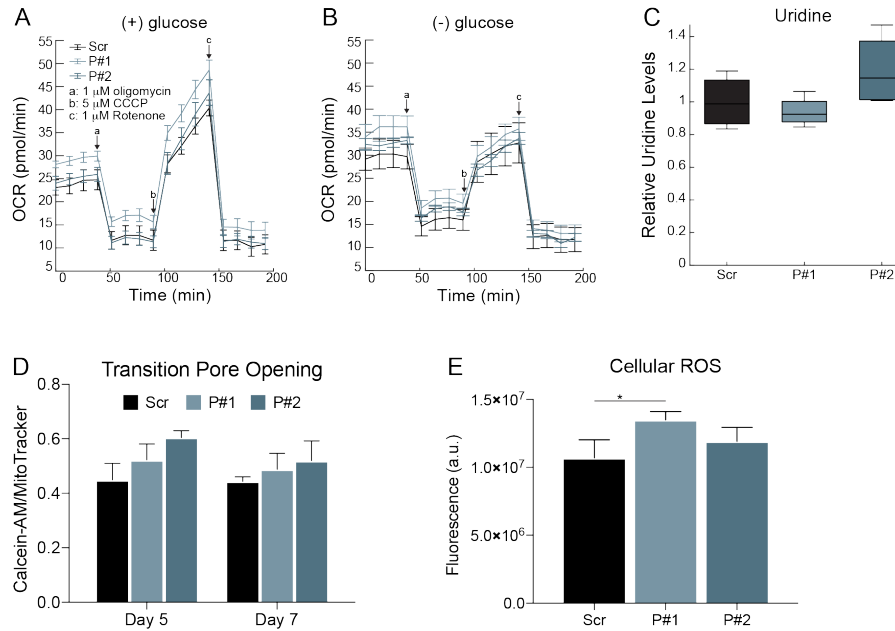 A
(+) glucose
55
50
45
40
35
30
25
20
15
10
5
OCR (pmol/min)
Scr
P#1
P#2
a: 1 μM oligomycin
b: 5 μM CCCP
c: 1 μM Rotenone
a
b
c
0 50 100 150 200
Time (min)
B
(-) glucose
55
50
45
40
35
30
25
20
15
10
5
OCR (pmol/min)
a
b
c
0 50 100 150 200
Time (min)
C
Uridine
1.4
1.2
1
0.8
0.6
0.4
0.2
0
Relative Uridine Levels
Scr P#1 P#2
D
Transition Pore Opening
Scr P#1 P#2
0.8
0.6
0.4
0.2
0.0
Calcein-AM/MitoTracker
Day 5 Day 7
E
Cellular ROS
1.5×10⁷
1.0×10⁷
5.0×10⁶
0.0
Fluorescence (a.u.)
*
Scr P#1 P#2